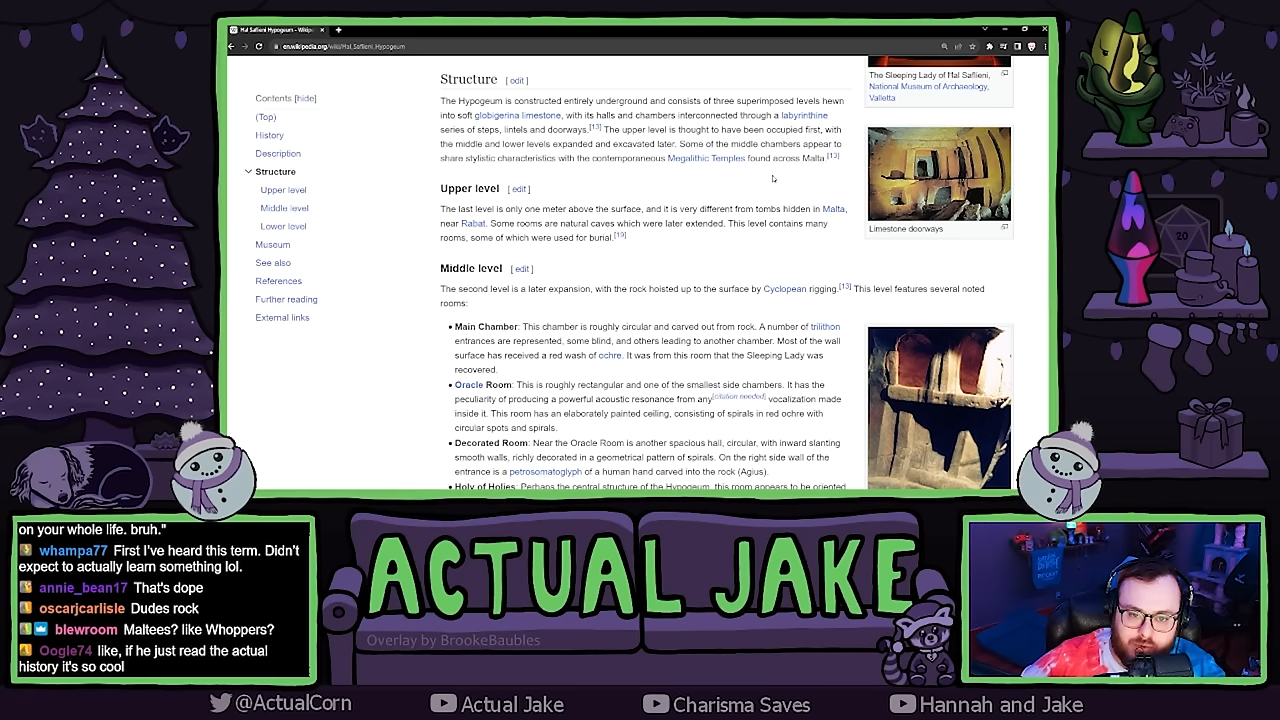 Hal Saflieni Hypogeum - Wikip
en.wikipedia.org/wiki/Hal_Saflieni_Hypogeum
Contents [hide]
(Top)
History
Description
Structure
Upper level
Middle level
Lower level
Museum
See also
References
Further reading
External links
Structure [ edit ]
The Hypogeum is constructed entirely underground and consists of three superimposed levels hewn
into soft globigerina limestone, with its halls and chambers interconnected through a labyrinthine
series of steps, lintels and doorways.[13] The upper level is thought to have been occupied first, with
the middle and lower levels expanded and excavated later. Some of the middle chambers appear to
share stylistic characteristics with the contemporaneous Megalithic Temples found across Malta.[13]
Upper level [ edit ]
The last level is only one meter above the surface, and it is very different from tombs hidden in Malta,
near Rabat. Some rooms are natural caves which were later extended. This level contains many
rooms, some of which were used for burial.[19]
Middle level [ edit ]
The second level is a later expansion, with the rock hoisted up to the surface by Cyclopean rigging.[13] This level features several noted
rooms:
• Main Chamber: This chamber is roughly circular and carved out from rock. A number of trilithon
entrances are represented, some blind, and others leading to another chamber. Most of the wall
surface has received a red wash of ochre. It was from this room that the Sleeping Lady was
recovered.
• Oracle Room: This is roughly rectangular and one of the smallest side chambers. It has the
peculiarity of producing a powerful acoustic resonance from any[citation needed] vocalization made
inside it. This room has an elaborately painted ceiling, consisting of spirals in red ochre with
circular spots and spirals.
• Decorated Room: Near the Oracle Room is another spacious hall, circular, with inward slanting
smooth walls, richly decorated in a geometrical pattern of spirals. On the right side wall of the
entrance is a petrosomatoglyph of a human hand carved into the rock (Agius).
• Holy of Holies: Perhaps the central structure of the Hypogeum, this room appears to be oriented
The Sleeping Lady of Ħal Saflieni,
National Museum of Archaeology,
Valletta
Limestone doorways
20
on your whole life. bruh."
whampa77 First I've heard this term. Didn't
expect to actually learn something lol.
annie_bean17 That's dope
oscarjcarlisle Dudes rock
blewroom Maltees? like Whoppers?
Oogle74 like, if he just read the actual
history it's so cool
ACTUAL JAKE
Overlay by BrookeBaubles
@ActualCorn
Actual Jake
Charisma Saves
Hannah and Jake